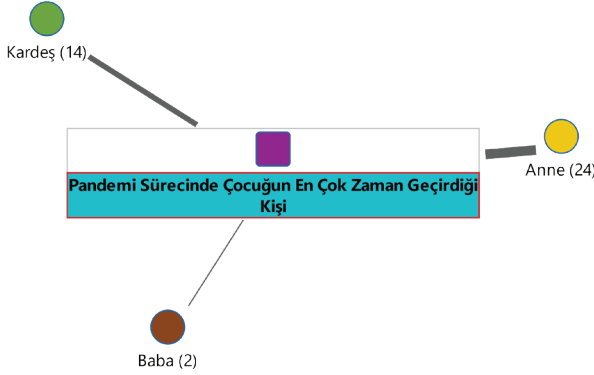 Kardeş (14)
Pandemi Sürecinde Çocuğun En Çok Zaman Geçirdiği
Kişi
Anne (24)
Baba (2)